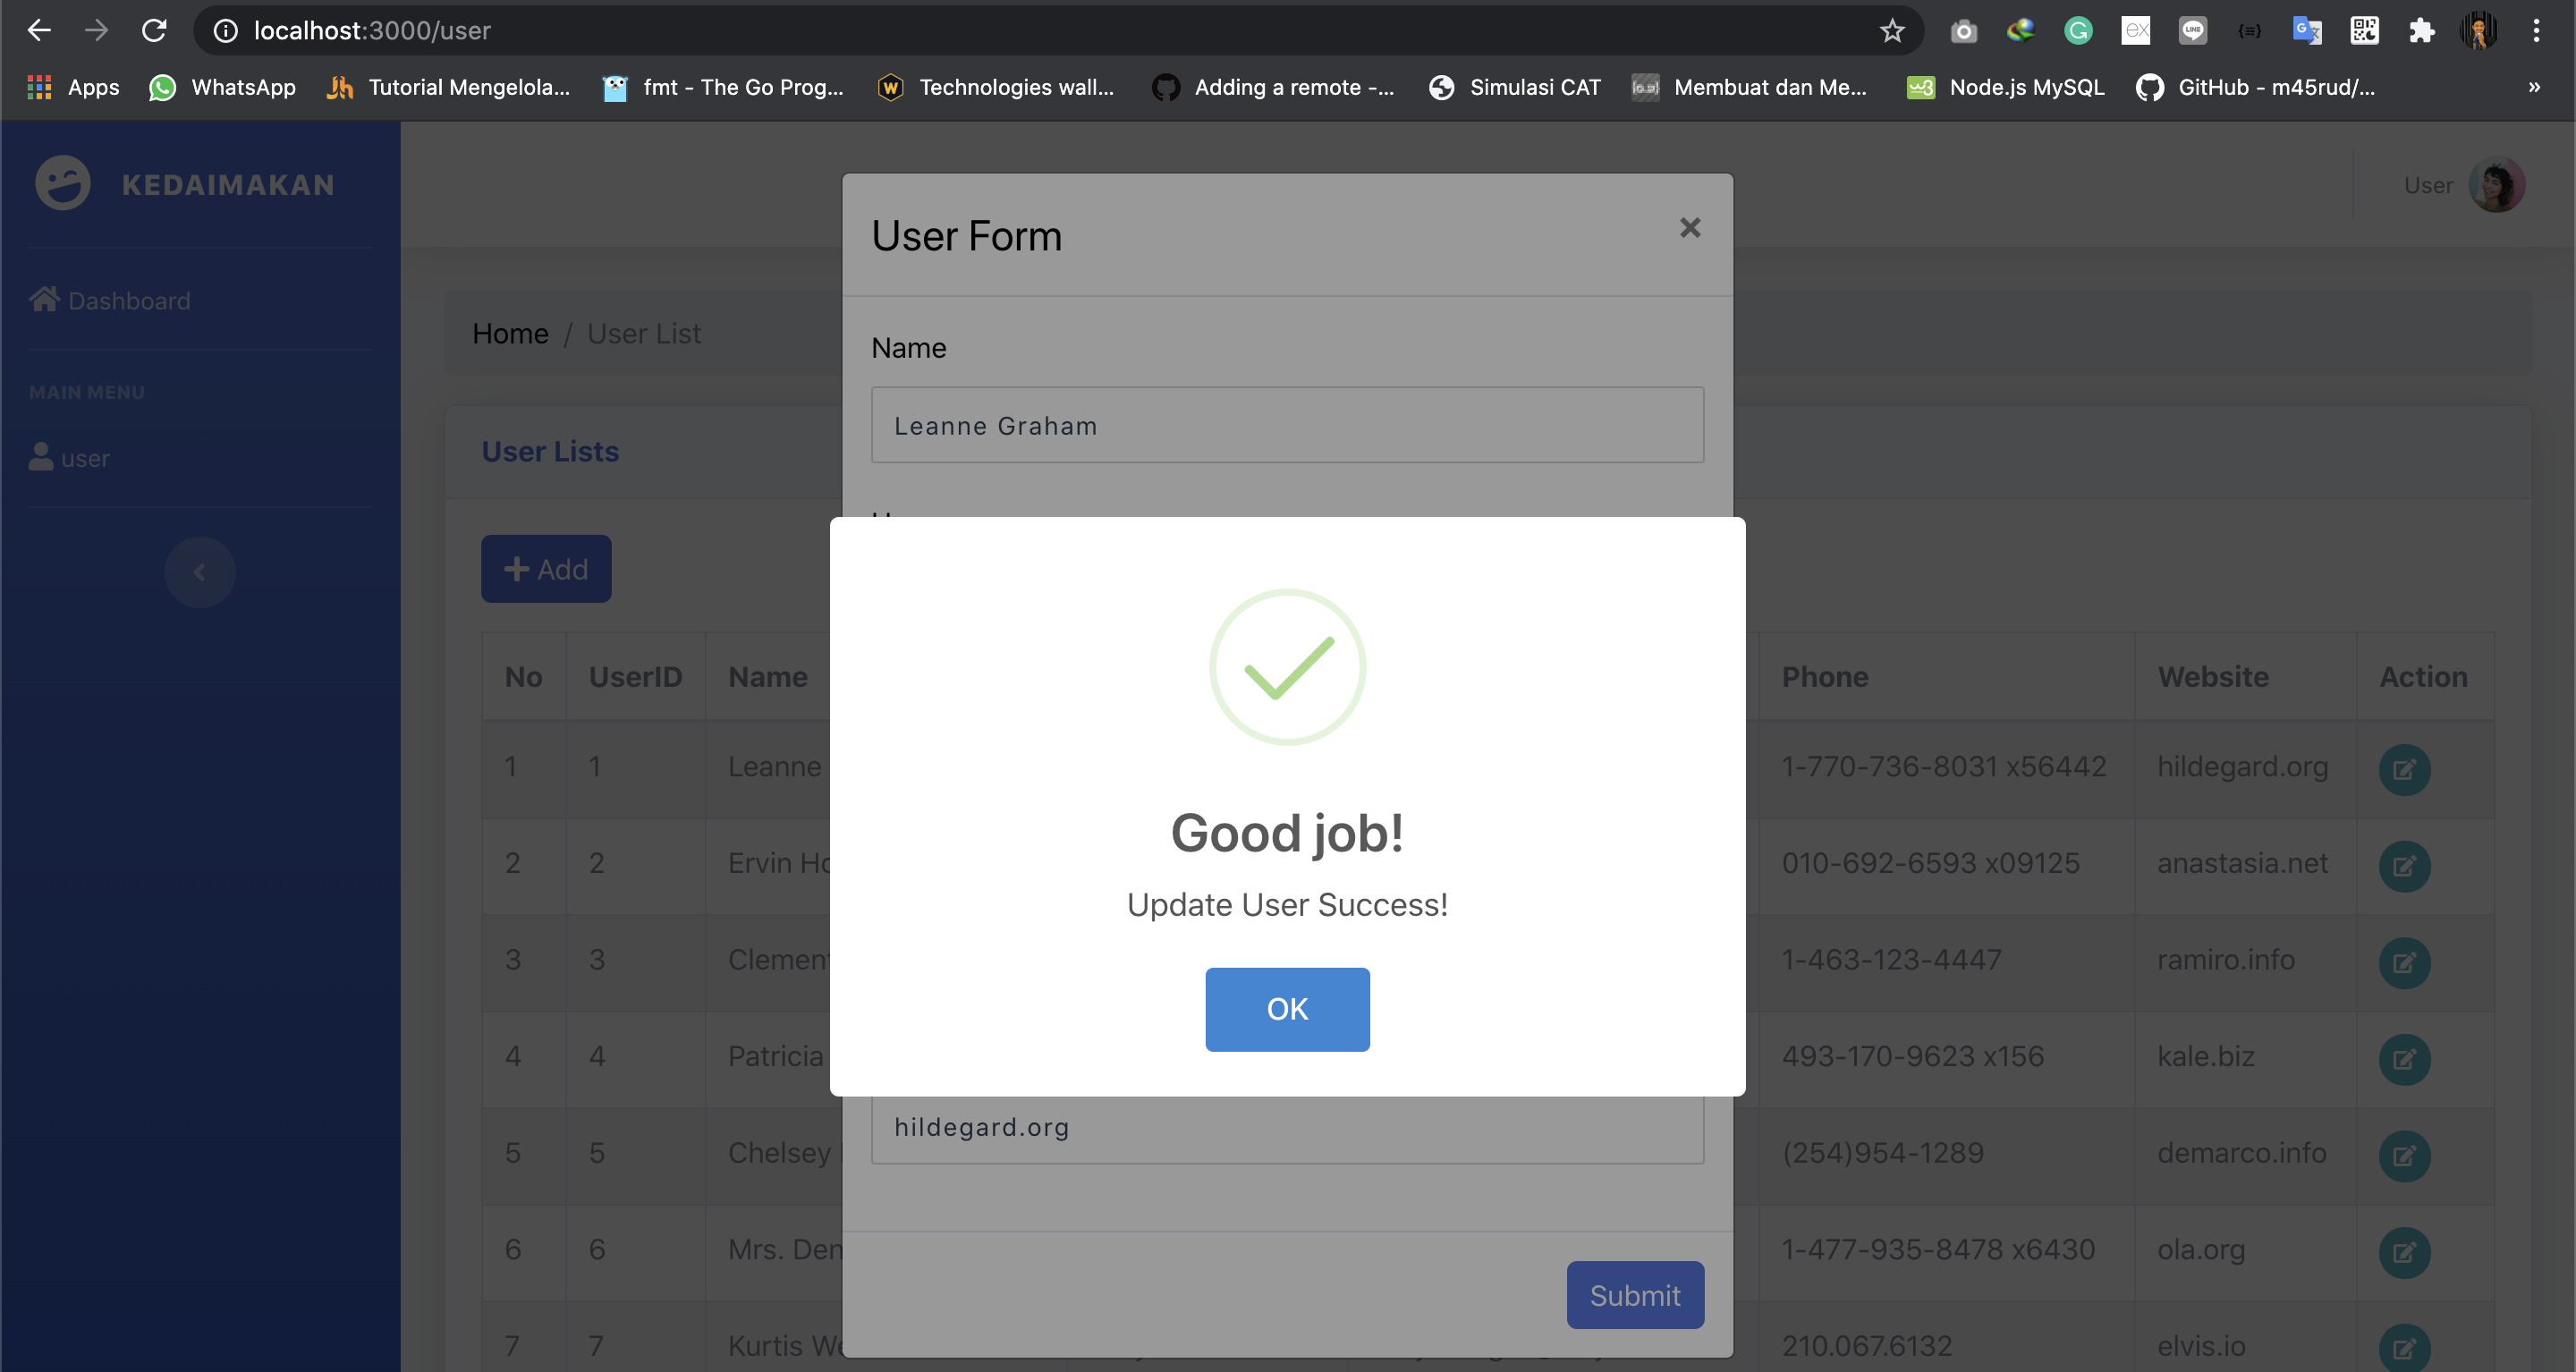 localhost:3000/user
Apps WhatsApp Tutorial Mengelola... fmt - The Go Prog... Technologies wall... Adding a remote -... Simulasi CAT Membuat dan Me... Node.js MySQL GitHub - m45rud/... »
KEDAIMAKAN
User
User Form ×
Dashboard
Home / User List
Name
MAIN MENU
Leanne Graham
User Lists
user
+ Add
No UserID Name Phone Website Action
1 1 Leanne 1-770-736-8031 x56442 hildegard.org
2 2 Ervin 010-692-6593 x09125 anastasia.net
3 3 1-463-123-4447 ramiro.info
4 4 Patricia 493-170-9623 x156 kale.biz
5 5 Chelsey (254)954-1289 demarco.info
6 6 Mrs. 1-477-935-8478 x6430 ola.org
7 7 Kurtis 210.067.6132 elvis.io
Good job!
Update User Success!
OK
hildegard.org
Submit